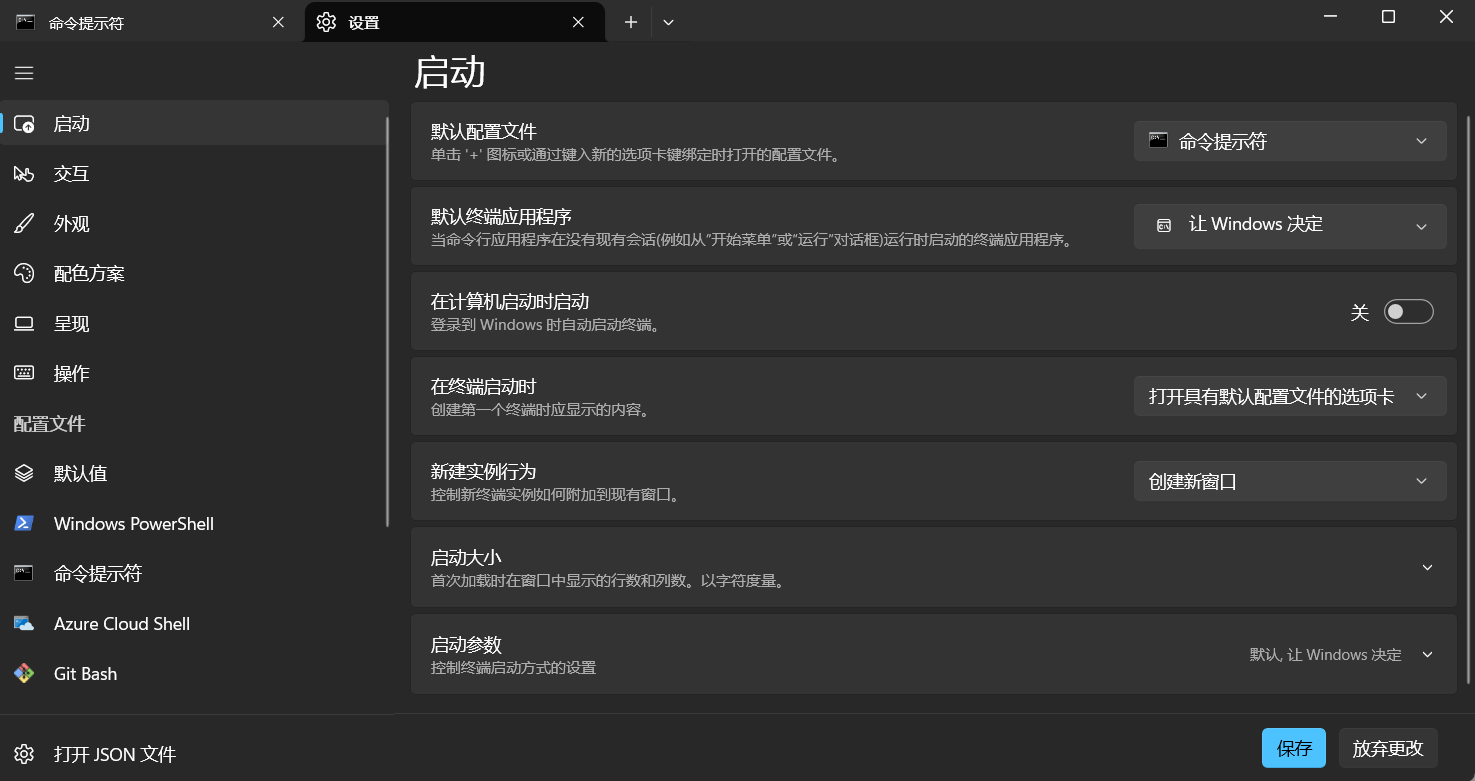 命令提示符
设置
启动
交互
外观
配色方案
呈现
操作
配置文件
默认值
Windows PowerShell
命令提示符
Azure Cloud Shell
Git Bash
打开 JSON 文件
启动
默认配置文件
单击 '+' 图标或通过键入新的选项卡键绑定时打开的配置文件。
命令提示符
默认终端应用程序
当命令行应用程序在没有现有会话(例如从“开始菜单”或“运行”对话框)运行时启动的终端应用程序。
让 Windows 决定
在计算机启动时启动
登录到 Windows 时自动启动终端。
关
在终端启动时
创建第一个终端时应显示的内容。
打开具有默认配置文件的选项卡
新建实例行为
控制新终端实例如何附加到现有窗口。
创建新窗口
启动大小
首次加载时在窗口中显示的行数和列数。以字符度量。
启动参数
控制终端启动方式的设置
默认, 让 Windows 决定
保存
放弃更改